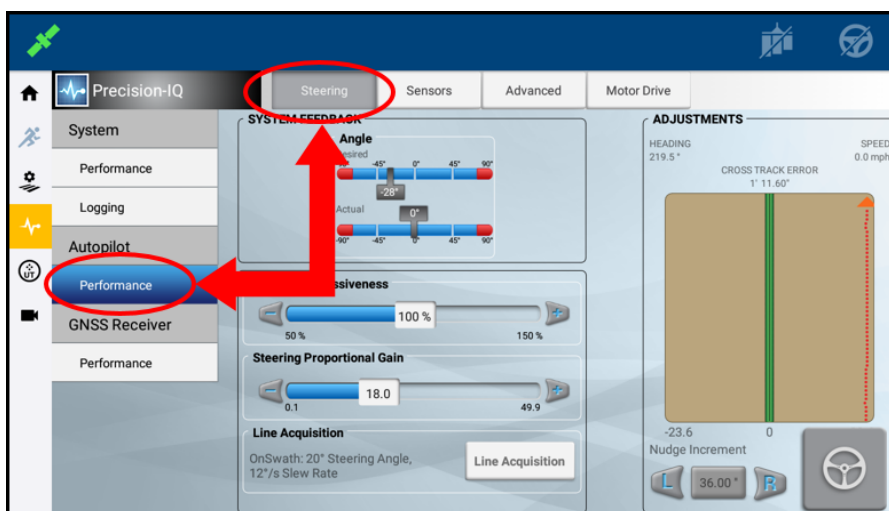 Precision-IQ
Steering
Sensors
Advanced
Motor Drive
System
Performance
Logging
Autopilot
Performance
GNSS Receiver
Performance
UT
SYSTEM FEEDBACK
Angle
-45° 0° 45° 90°
-28°
Actual
0°
-90° -45° 0° 45° 90°
100 %
50 %
150 %
Steering Proportional Gain
18.0
0.1
49.9
Line Acquisition
OnSwath: 20° Steering Angle,
12°/s Slew Rate
Line Acquisition
ADJUSTMENTS
HEADING
219.5 °
SPEED
0.0 mph
CROSS TRACK ERROR
1' 11.60"
-23.6
0
Nudge Increment
L
36.00 "
R